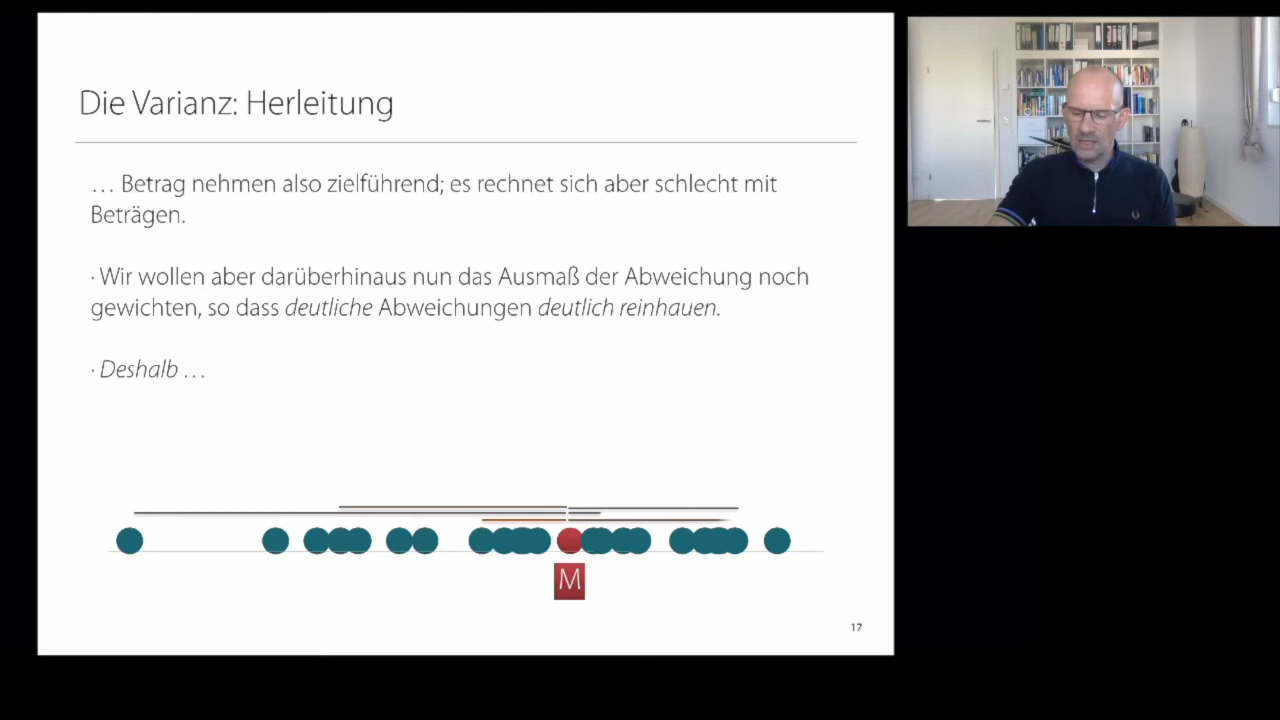 Die Varianz: Herleitung
… Betrag nehmen also zielführend; es rechnet sich aber schlecht mit
Beträgen.
· Wir wollen aber darüberhinaus nun das Ausmaß der Abweichung noch
gewichten, so dass deutliche Abweichungen deutlich reinhauen.
· Deshalb …
M
17